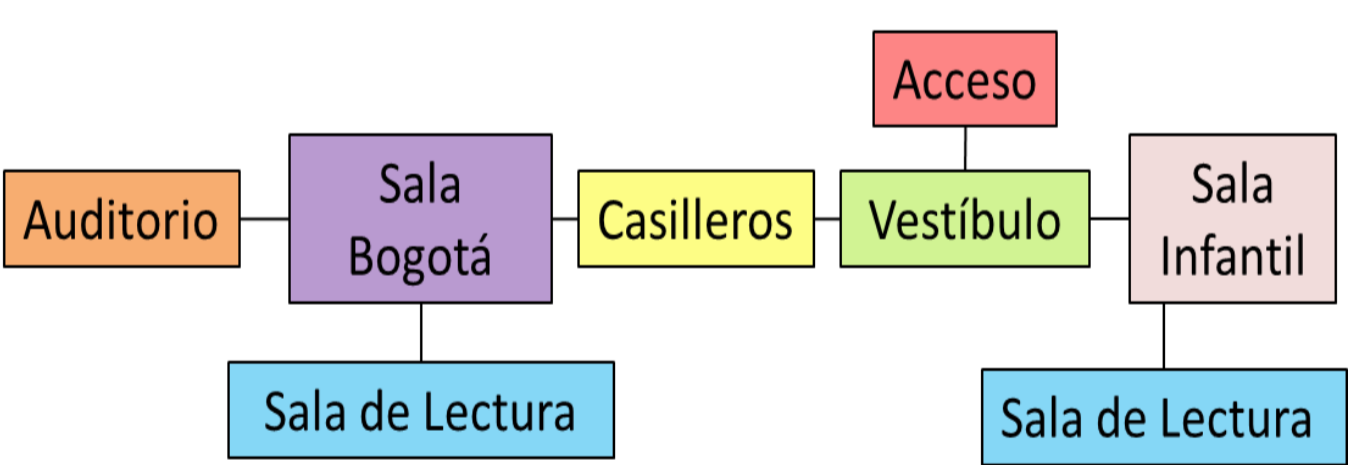 Acceso
Auditorio
Sala
Bogotá
Casilleros
Vestíbulo
Sala
Infantil
Sala de Lectura
Sala de Lectura